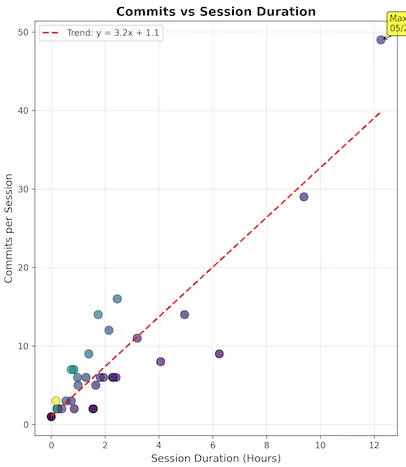 Commits vs Session Duration
Max
05/2
Trend: y = 3.2x + 1.1
50
40
30
20
10
0
Commits per Session
0
2
4
6
8
10
12
Session Duration (Hours)